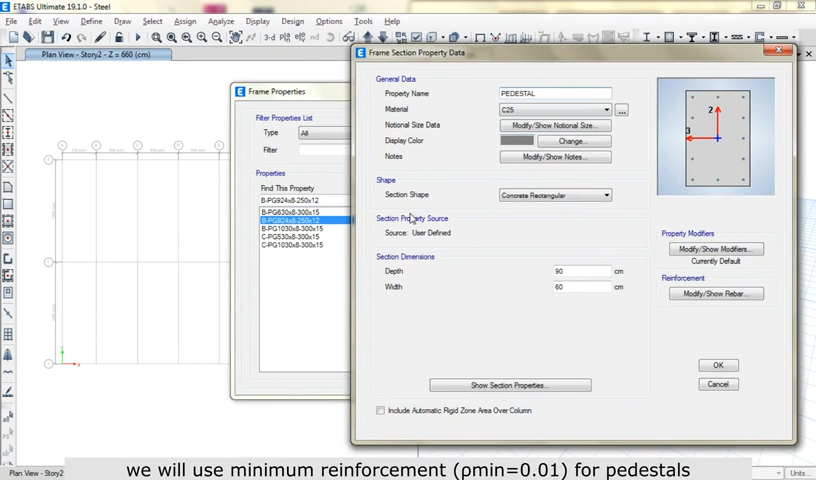 ETABS Ultimate 19.1.0 - Steel
File Edit View Define Draw Select Assign Analyze Display Design Options Tools Help
Plan View - Story2 - Z = 660 (cm)
Frame Properties
Filter Properties List
Type All
Filter
Properties
Find This Property
B-PG924x8-250x12
B-PG630x8-300x15
B-PG924x8-250x12
B-PG1030x8-300x15
C-PG530x8-300x15
C-PG1030x8-300x15
Frame Section Property Data
General Data
Property Name PEDESTAL
Material C25 ...
Notional Size Data Modify/Show Notional Size...
Display Color Change...
Notes Modify/Show Notes...
Shape
Section Shape Concrete Rectangular
Section Property Source
Source: User Defined
Section Dimensions
Depth 90 cm
Width 60 cm
Show Section Properties...
Include Automatic Rigid Zone Area Over Column
2
3
Property Modifiers
Modify/Show Modifiers...
Currently Default
Reinforcement
Modify/Show Rebar...
OK
Cancel
Plan View - Story2
Units...
we will use minimum reinforcement (ρmin=0.01) for pedestals